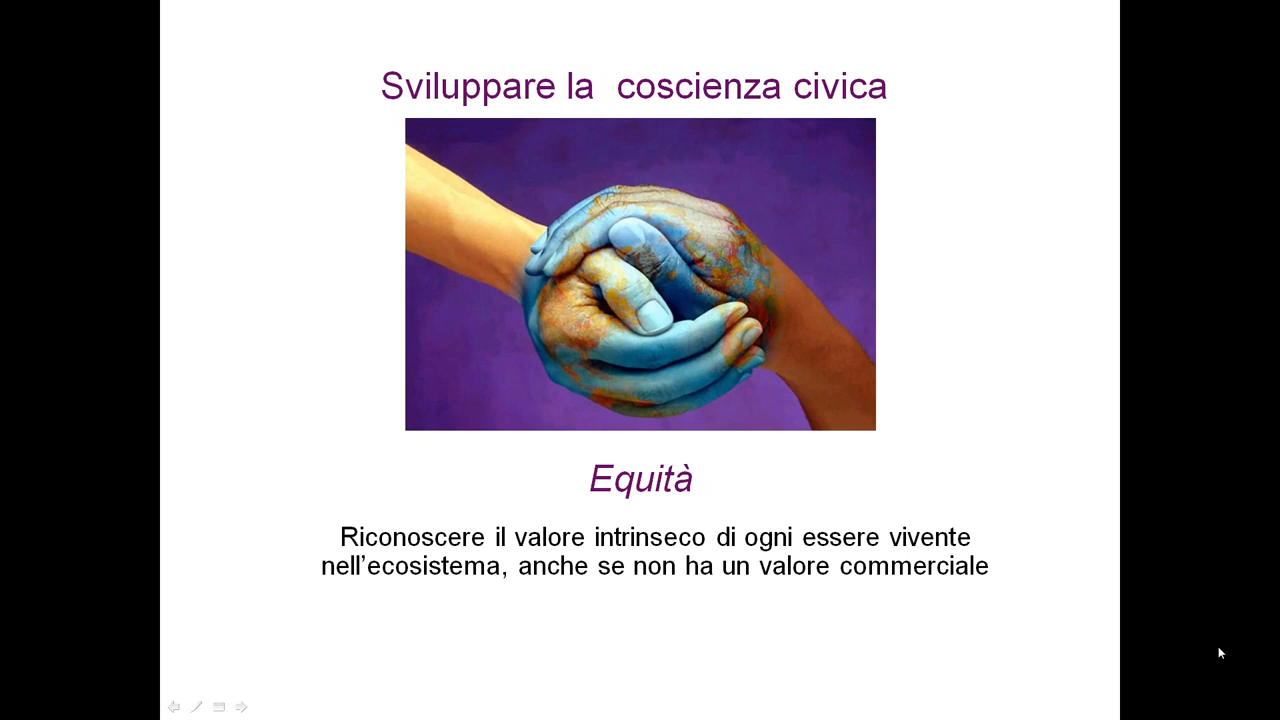 Sviluppare la  coscienza civica
Equità
Riconoscere il valore intrinseco di ogni essere vivente
nell’ecosistema, anche se non ha un valore commerciale